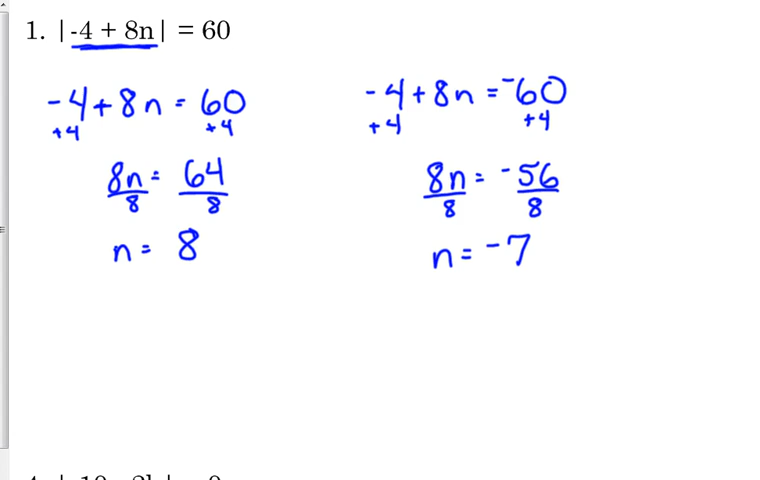 1. |-4 + 8n| = 60
-4+8n = 60
+4 +4
8n = 64
8 8
n = 8
-4+8n = -60
+4 +4
8n = -56
8 8
n = -7